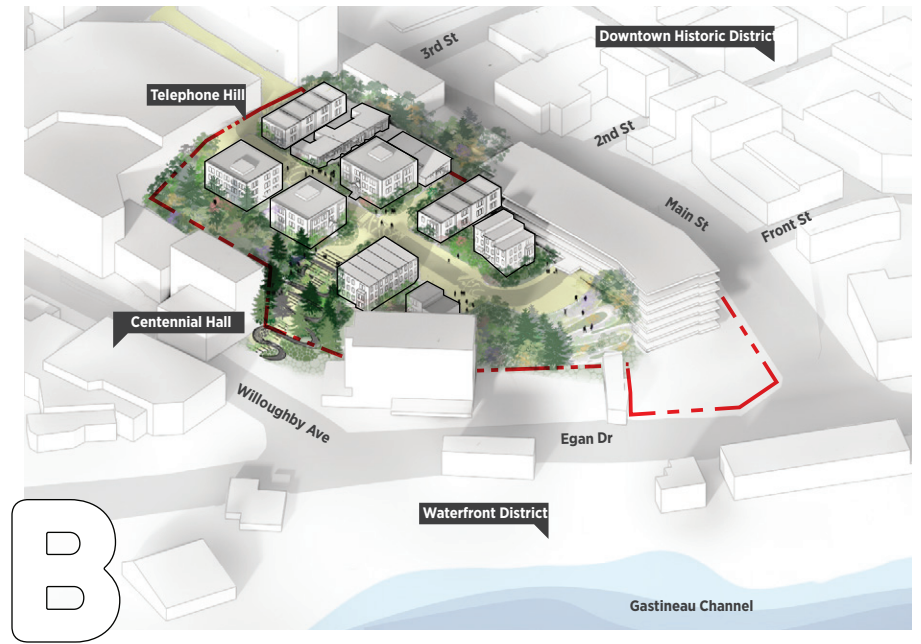 3rd St
Downtown Historic District
Telephone Hill
2nd St
Main St
Front St
Centennial Hall
Willoughby Ave
Egan Dr
Waterfront District
B
Gastineau Channel